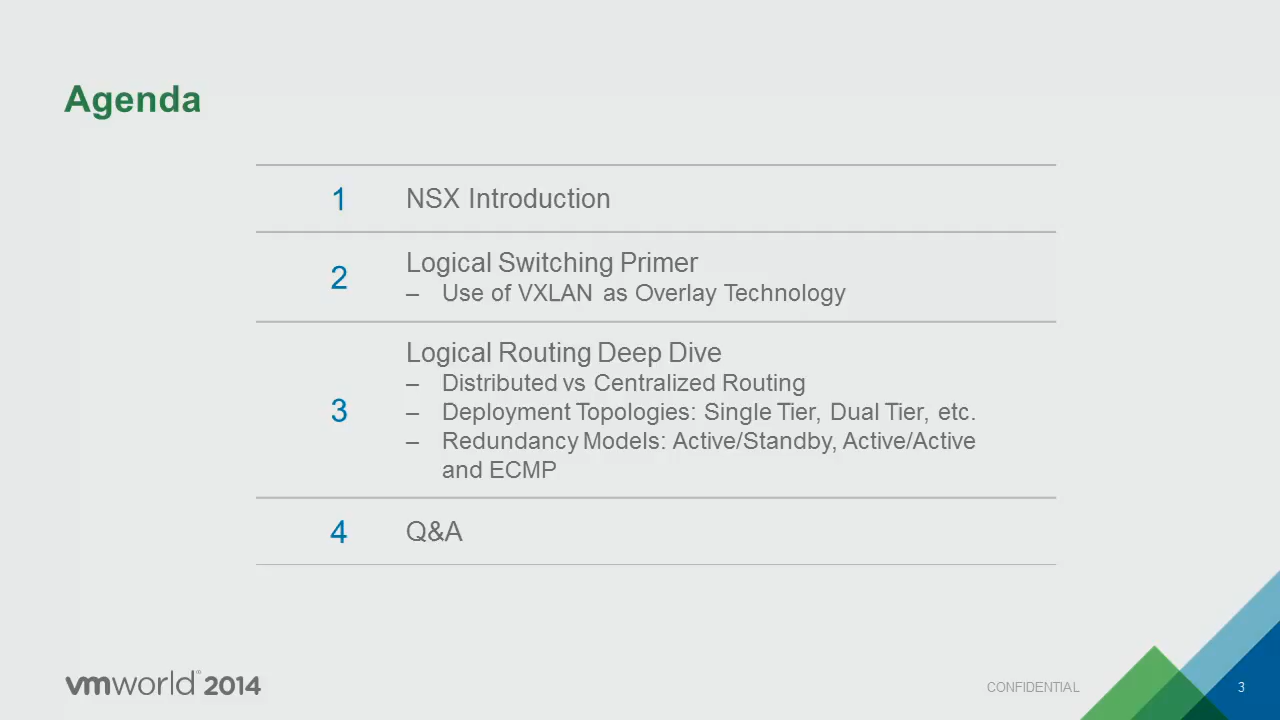 Agenda
1 NSX Introduction
2 Logical Switching Primer
– Use of VXLAN as Overlay Technology
3 Logical Routing Deep Dive
– Distributed vs Centralized Routing
– Deployment Topologies: Single Tier, Dual Tier, etc.
– Redundancy Models: Active/Standby, Active/Active
and ECMP
4 Q&A
vmworld 2014
CONFIDENTIAL
3